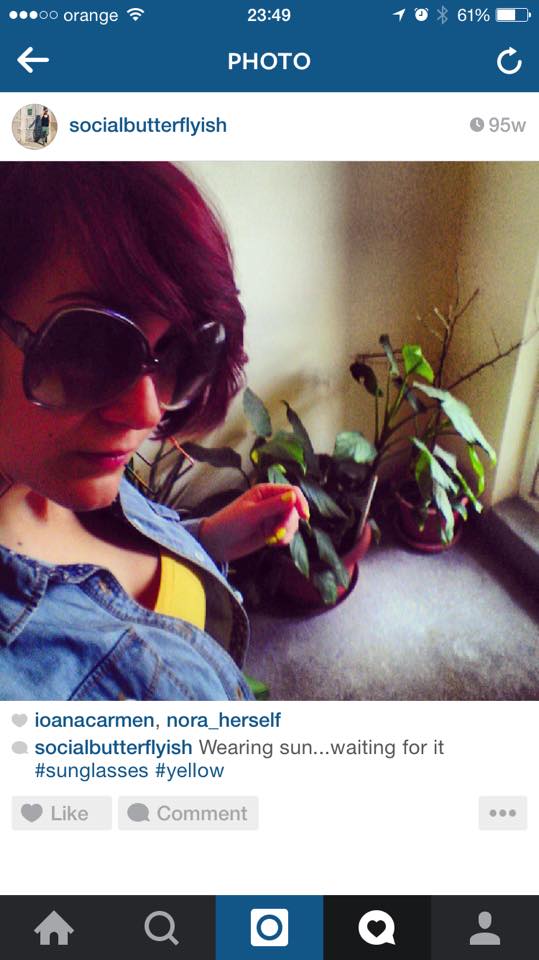 orange 23:49 61%
PHOTO
socialbutterflyish 95w
ioanacarmen, nora_herself
socialbutterflyish Wearing sun...waiting for it
#sunglasses #yellow
Like Comment